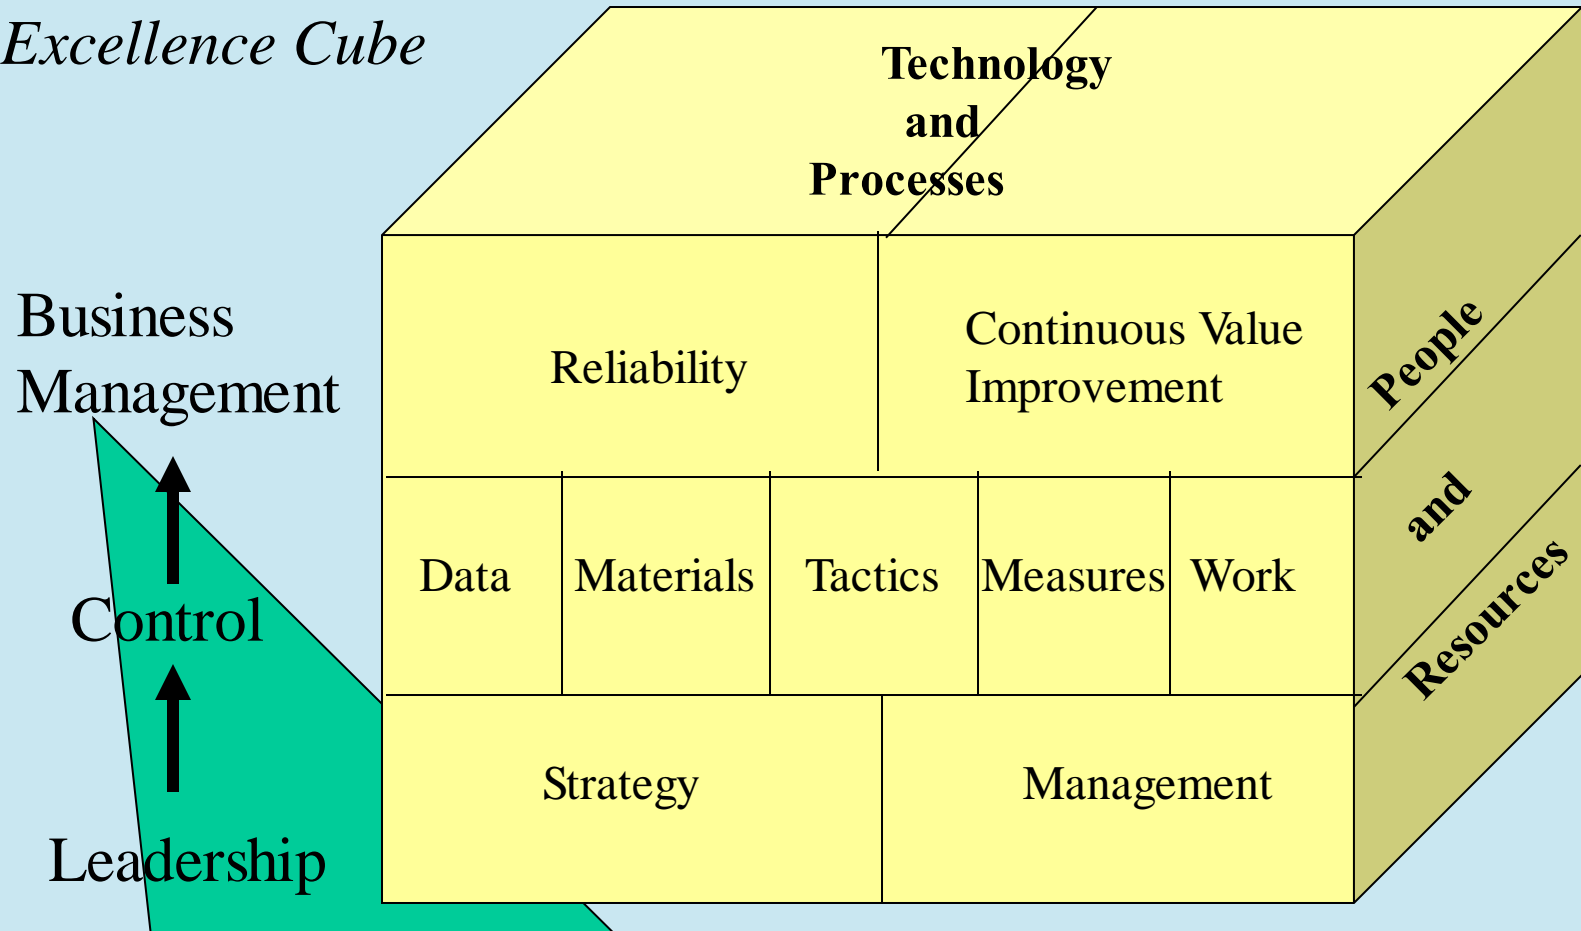 Excellence Cube
Technology
and
Processes
Business
Management
Control
Leadership
Reliability
Continuous Value
Improvement
Data
Materials
Tactics
Measures
Work
Strategy
Management
People
and
Resources